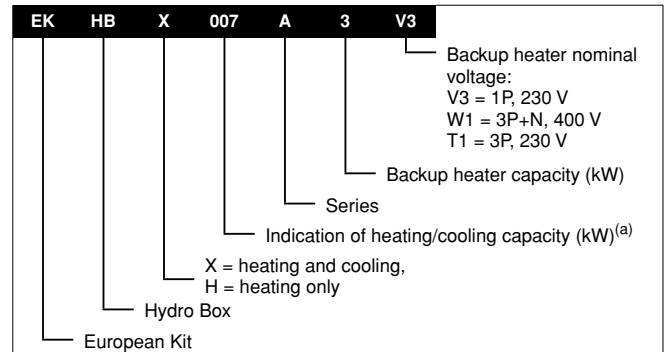 EK HB X 007 A 3 V3
Backup heater nominal
voltage:
V3 = 1P, 230 V
W1 = 3P+N, 400 V
T1 = 3P, 230 V
Backup heater capacity (kW)
Series
Indication of heating/cooling capacity (kW)(a)
X = heating and cooling,
H = heating only
Hydro Box
European Kit